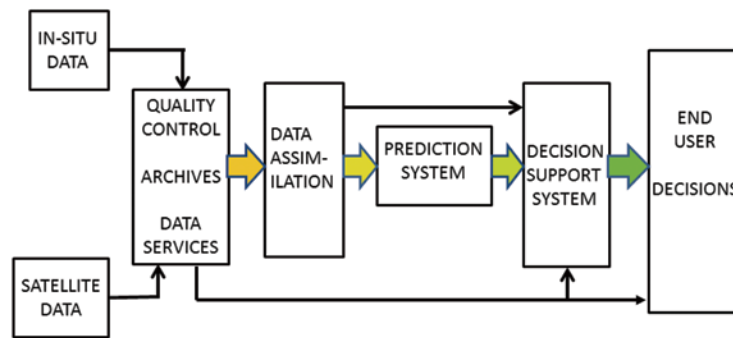 IN-SITU
DATA
QUALITY
CONTROL
ARCHIVES
DATA
SERVICES
SATELLITE
DATA
DATA
ASSIM-
ILATION
PREDICTION
SYSTEM
DECISION
SUPPORT
SYSTEM
END
USER
DECISIONS